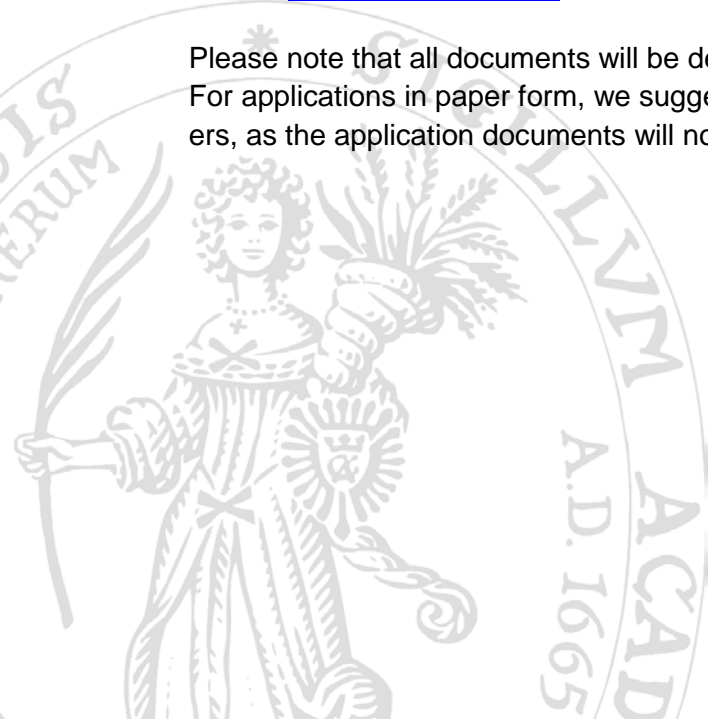 Please note that all documents will be de
For applications in paper form, we sugge
ers, as the application documents will no
SIGILLVM ACAD
A.D. 1665